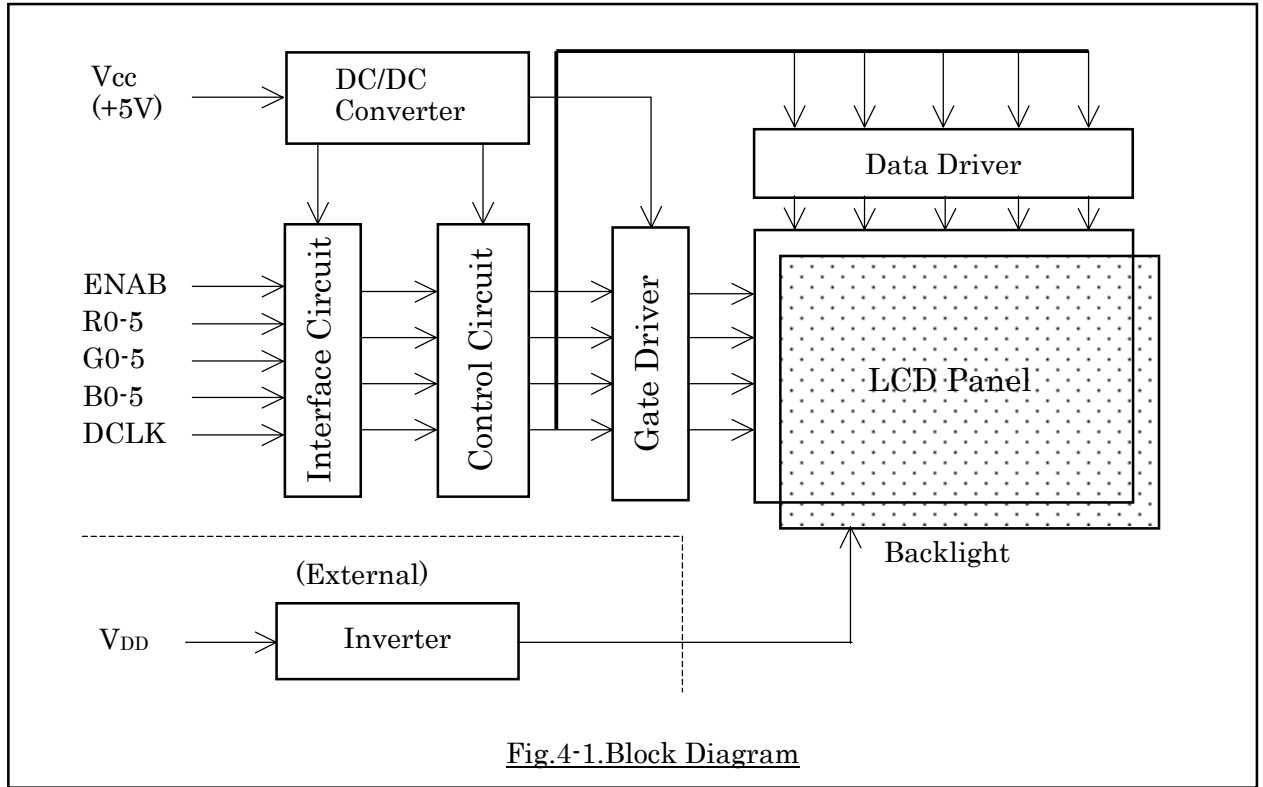 Vcc
(+5V)
DC/DC
Converter
Data Driver
ENAB
R0-5
G0-5
B0-5
DCLK
Interface Circuit
Control Circuit
Gate Driver
LCD Panel
Backlight
(External)
VDD
Inverter
Fig.4-1.Block Diagram